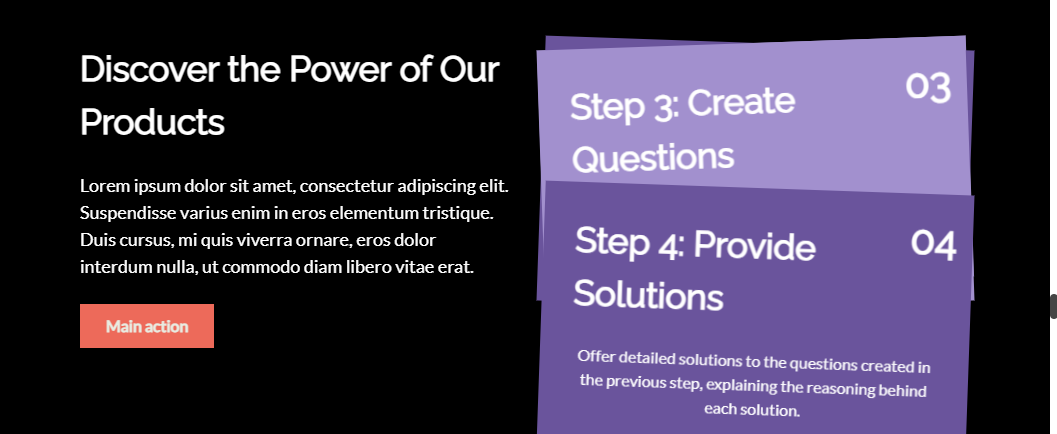 Discover the Power of Our
Products
Lorem ipsum dolor sit amet, consectetur adipiscing elit.
Suspendisse varius enim in eros elementum tristique.
Duis cursus, mi quis viverra ornare, eros dolor
interdum nulla, ut commodo diam libero vitae erat.
Main action
Step 3: Create
Questions
03
Step 4: Provide
Solutions
04
Offer detailed solutions to the questions created in
the previous step, explaining the reasoning behind
each solution.